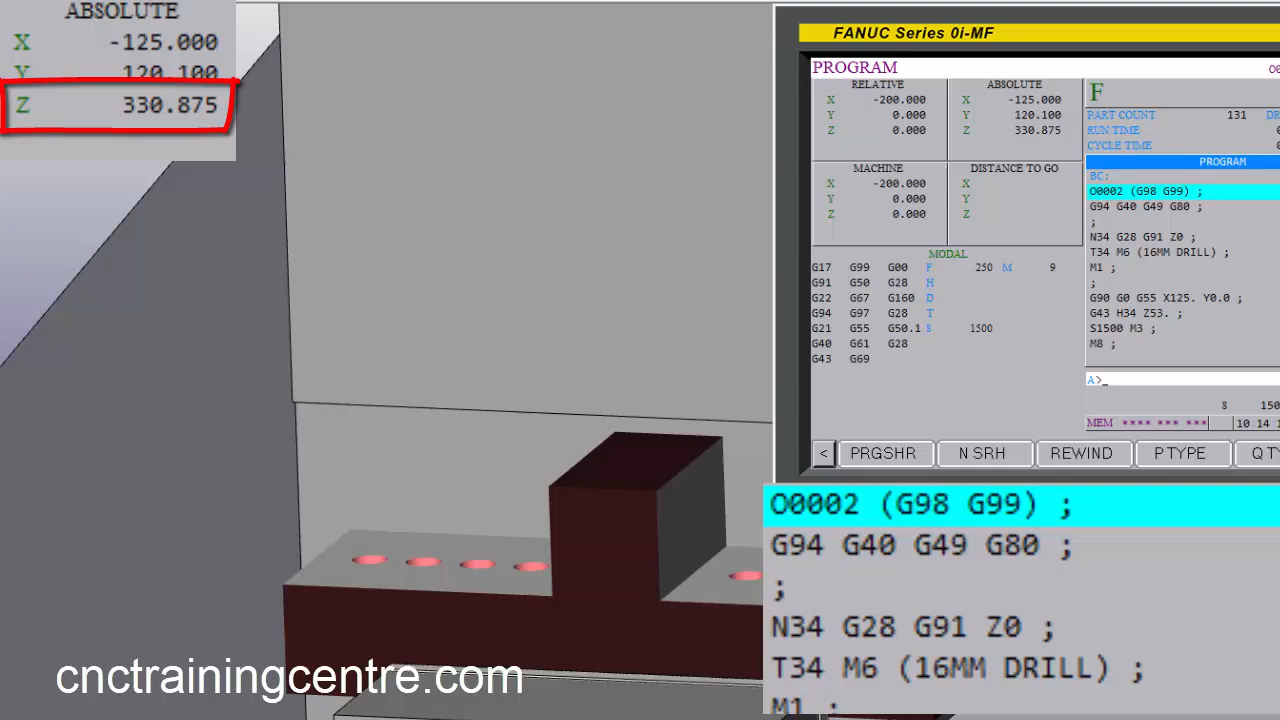 ABSOLUTE
X -125.000
Y 120.100
Z 330.875
FANUC Series 0i-MF
PROGRAM
RELATIVE
X -200.000
Y 0.000
Z 0.000
ABSOLUTE
X -125.000
Y 120.100
Z 330.875
MACHINE
X -200.000
Y 0.000
Z 0.000
DISTANCE TO GO
X
Y
Z
MODAL
G17 G99 G00 F 250 M 9
G91 G50 G28 H
G22 G67 G160 D
G94 G97 G28 T
G21 G55 G50.1 S 1500
G40 G61 G28
G43 G69
F
PART COUNT 131
RUN TIME
CYCLE TIME
PROGRAM
BC:
O0002 (G98 G99) ;
G94 G40 G49 G80 ;
;
N34 G28 G91 Z0 ;
T34 M6 (16MM DRILL) ;
M1 ;
;
G90 G0 G55 X125. Y0.0 ;
G43 H34 Z53. ;
S1500 M3 ;
M8 ;
A>_
S
MEM **** *** *** 10 14 1
< PRGSHR N SRH REWIND P TYPE
O0002 (G98 G99) ;
G94 G40 G49 G80 ;
;
N34 G28 G91 Z0 ;
T34 M6 (16MM DRILL) ;
M1 ;
cnctrainingcentre.com